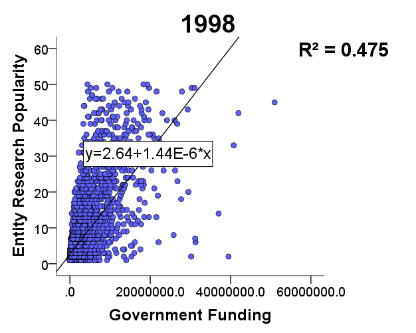 1998
R² = 0.475
Entity Research Popularity
60
50
40
30
20
10
0
y=2.64+1.44E-6*x
.0 20000000.0 40000000.0 60000000.0
Government Funding